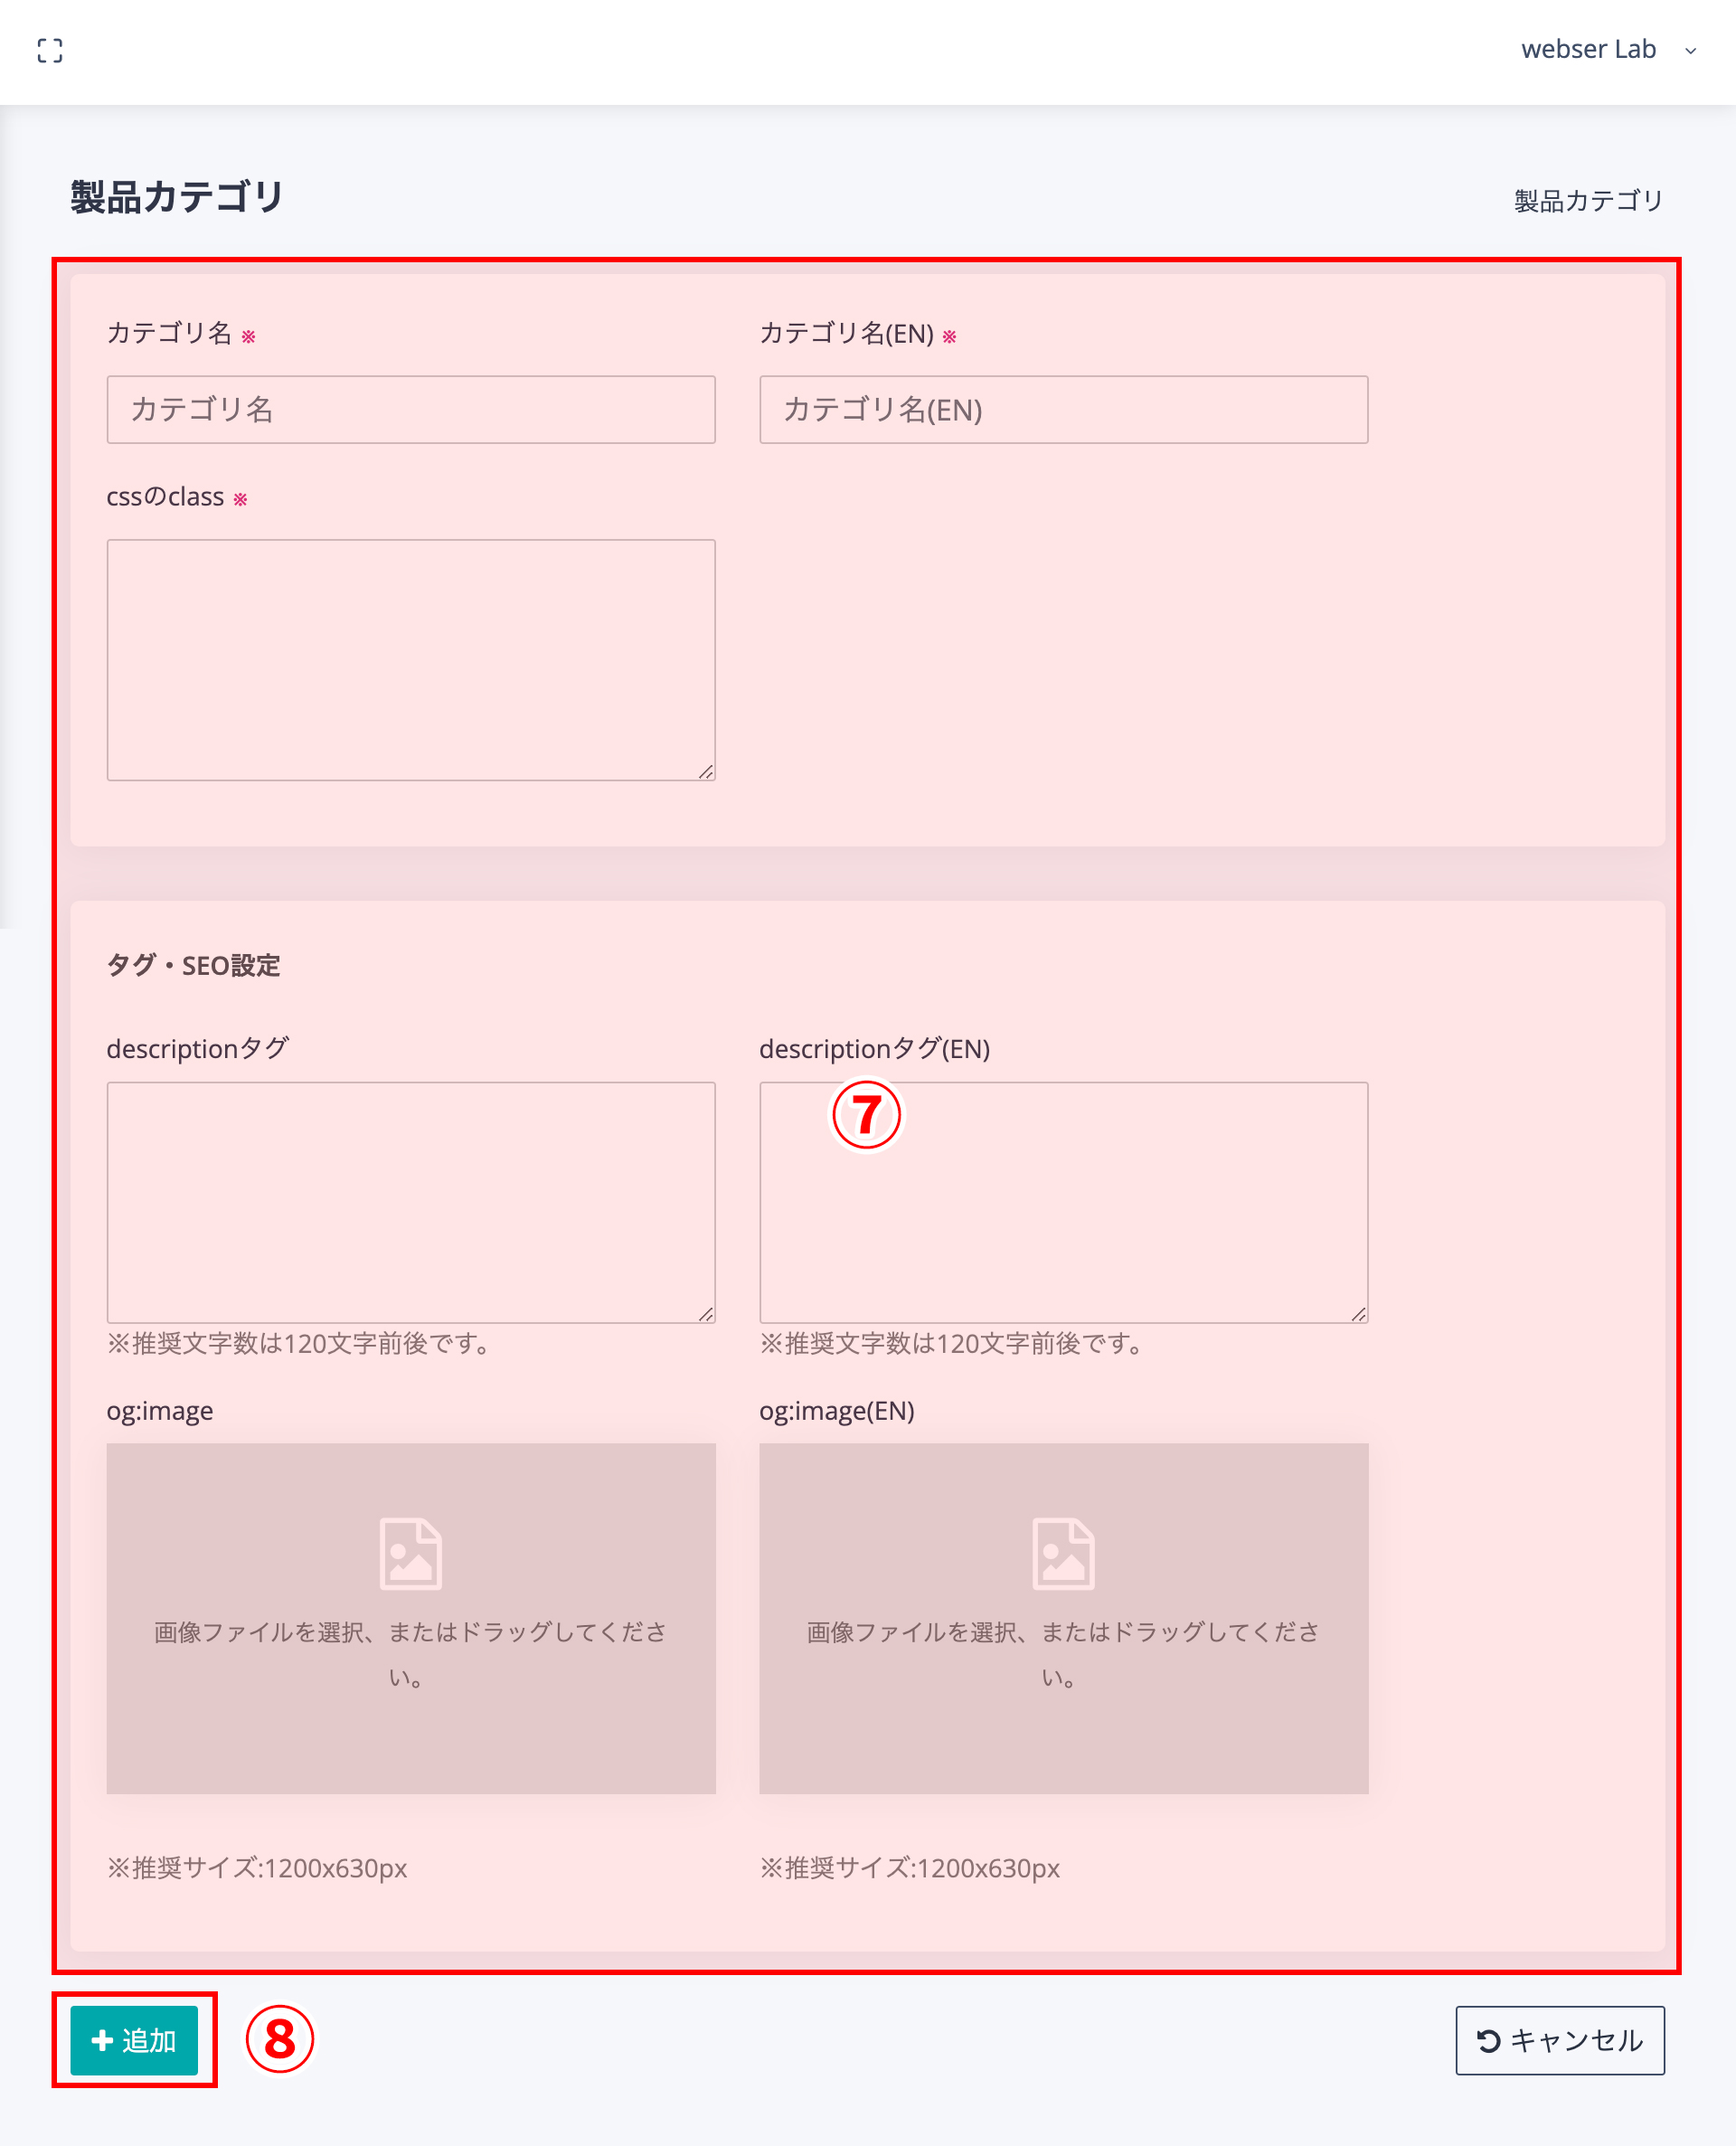 webser Lab
製品カテゴリ
製品カテゴリ
カテゴリ名 ※
カテゴリ名(EN) ※
カテゴリ名
カテゴリ名(EN)
cssのclass ※
タグ・SEO設定
descriptionタグ
descriptionタグ(EN)
⑦
※推奨文字数は120文字前後です。
※推奨文字数は120文字前後です。
og:image
og:image(EN)
画像ファイルを選択、またはドラッグしてくださ
い。
画像ファイルを選択、またはドラッグしてくださ
い。
※推奨サイズ:1200x630px
※推奨サイズ:1200x630px
追加
⑧
キャンセル